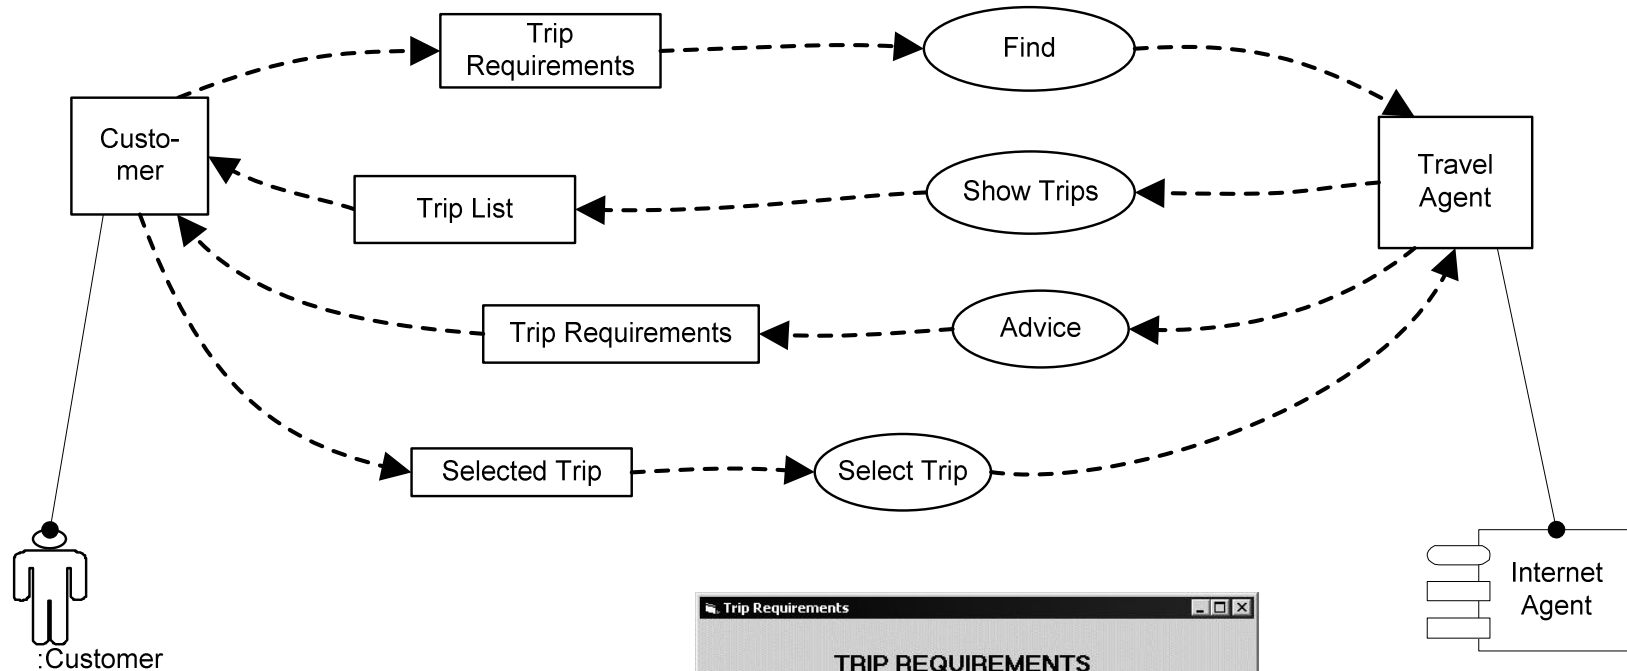 Trip
Requirements
Find
Custo-
mer
Travel
Agent
Trip List
Show Trips
Trip Requirements
Advice
Selected Trip
Select Trip
Internet
Agent
:Customer
Trip Requirements
TRIP REQUIREMENTS